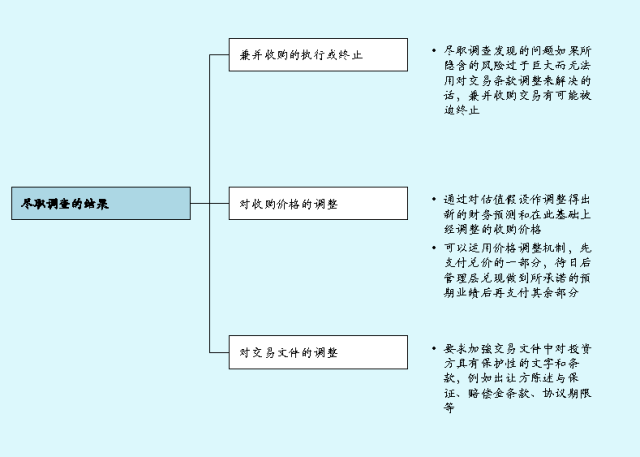 尽职调查的结果
兼并收购的执行或终止
• 尽职调查发现的问题如果所
隐含的风险过于巨大而无法
用对交易条款调整来解决的
话，兼并收购交易有可能被
迫终止
对收购价格的调整
• 通过对估值假设作调整得出
新的财务预测和在此基础上
经调整的收购价格
• 可以运用价格调整机制，先
支付兑价的一部分，待日后
管理层兑现做到所承诺的预
期业绩后再支付其余部分
对交易文件的调整
• 要求加強交易文件中对投资
方具有保护性的文字和条
款，例如出让方陈述与保
证、赔偿金条款、协议期限
等